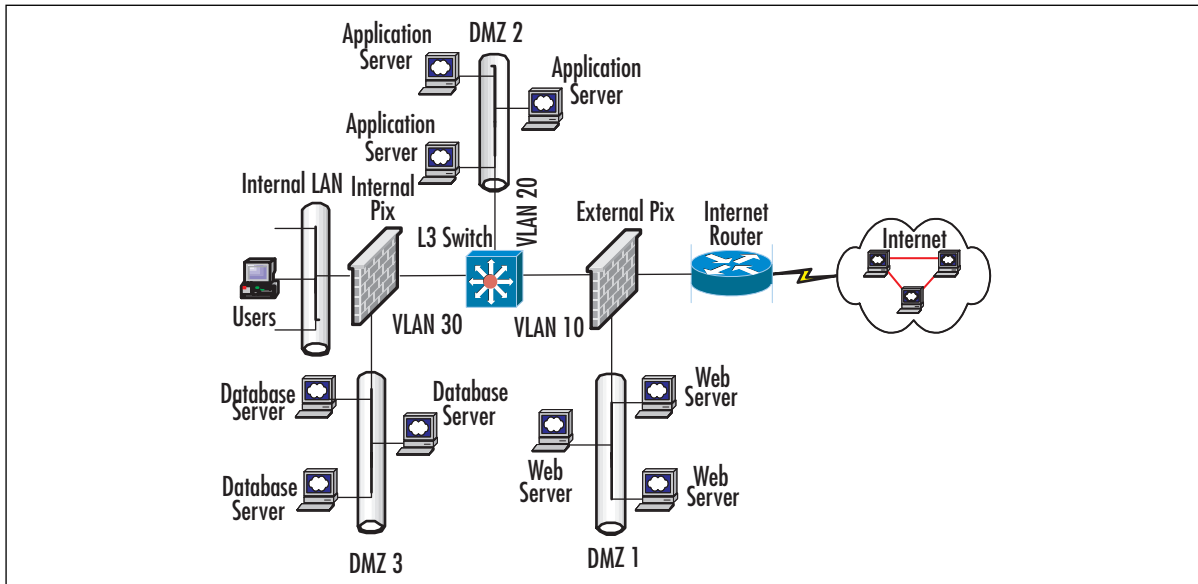 Application
Server
DMZ 2
Application
Server
Application
Server
Internal LAN
Internal
Pix
L3 Switch
VLAN 20
External Pix
Internet
Router
Internet
Users
VLAN 30
VLAN 10
Database
Server
Database
Server
Web
Server
Web
Server
Database
Server
Web
Server
DMZ 3
DMZ 1